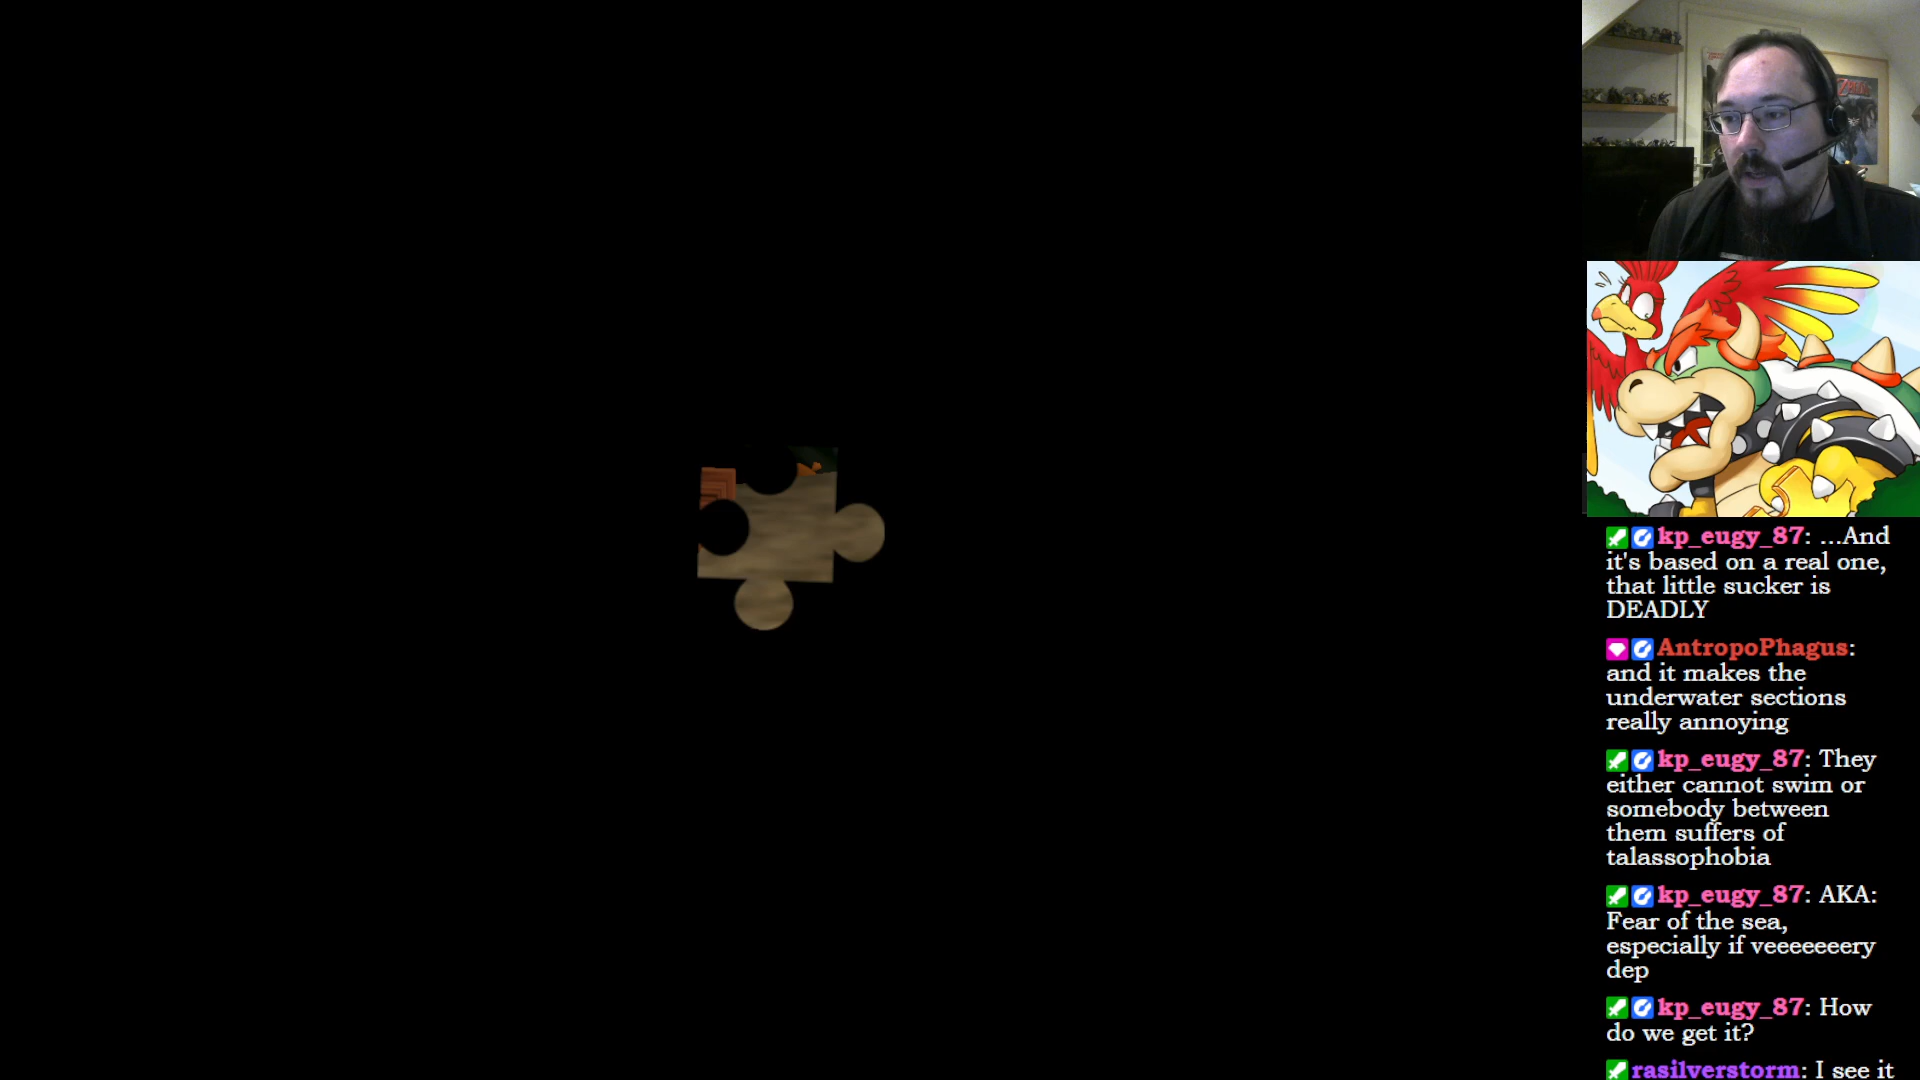 kp_eugy_87: ...And
it's based on a real one,
that little sucker is
DEADLY
AntropoPhagus:
and it makes the
underwater sections
really annoying
kp_eugy_87: They
either cannot swim or
somebody between
them suffers of
talassophobia
kp_eugy_87: AKA:
Fear of the sea,
especially if veeeeeeery
dep
kp_eugy_87: How
do we get it?
rasilverstorm: I see it